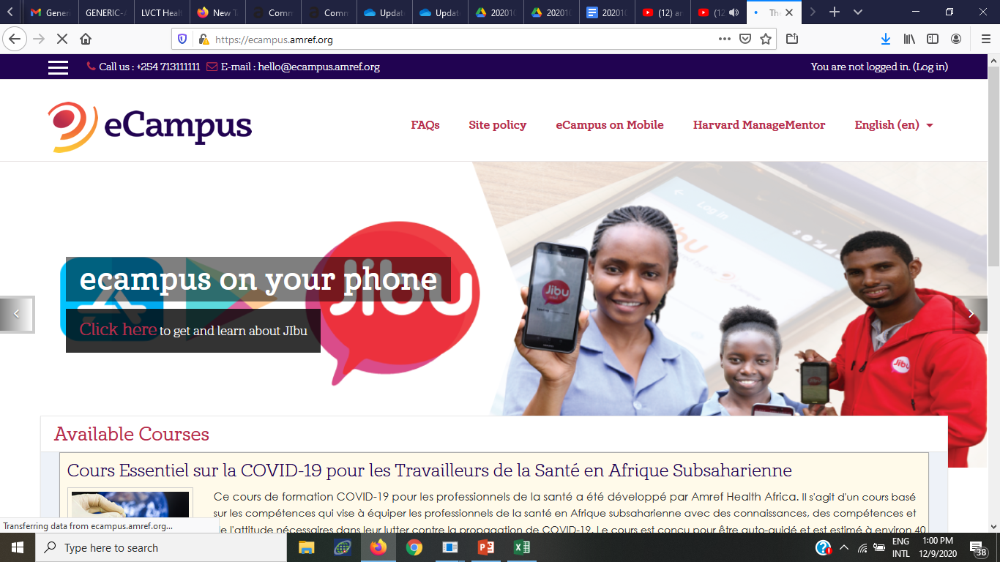 Gener
GENERIC-A
LVCT Heal
New T
Comm
Comm
Updat
Updat
202010
202010
202010
(12) ar
(12
Th
https://ecampus.amref.org
Call us : +254 713111111 E-mail : hello@ecampus.amref.org
You are not logged in. (Log in)
eCampus
FAQs
Site policy
eCampus on Mobile
Harvard ManageMentor
English (en)
Log In
Jibu
ecampus on your phone
Click here to get and learn about JIbu
Jibu
Jibu
Available Courses
Cours Essentiel sur la COVID-19 pour les Travailleurs de la Santé en Afrique Subsaharienne
Ce cours de formation COVID-19 pour les professionnels de la santé a été développé par Amref Health Africa. Il s'agit d'un cours basé
sur les compétences qui vise à équiper les professionnels de la santé en Afrique subsaharienne avec des connaissances, des compétences et
l'attitude nécessaires dans leur lutter contre la propagation de COVID-19. Le cours est conçu pour être auto-guidé et est estimé à environ 40
Transferring data from ecampus.amref.org...
Type here to search
ENG
INTL
1:00 PM
12/9/2020
38